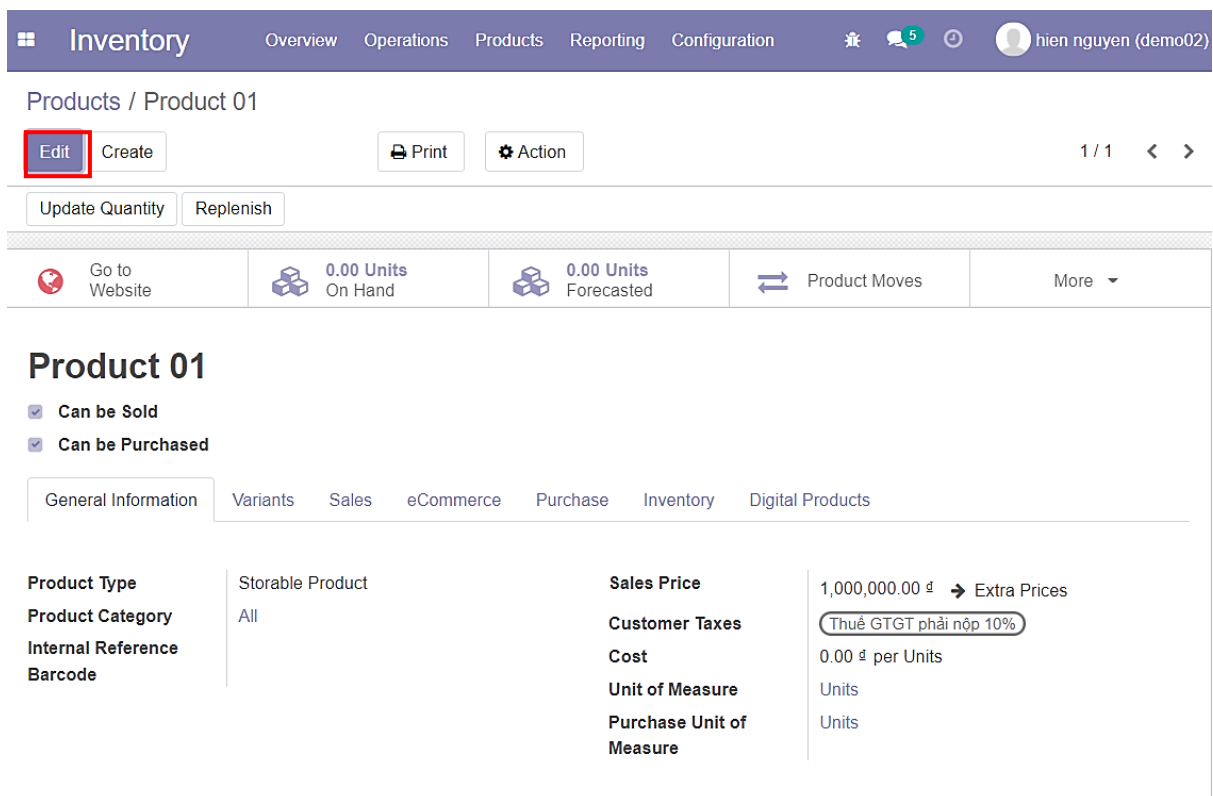 Inventory Overview Operations Products Reporting Configuration 5 hien nguyen (demo02)
Products / Product 01
Edit Create Print Action 1 / 1
Update Quantity Replenish
Go to
Website
0.00 Units
On Hand
0.00 Units
Forecasted
Product Moves
More
Product 01
Can be Sold
Can be Purchased
General Information Variants Sales eCommerce Purchase Inventory Digital Products
Product Type Storable Product
Product Category All
Internal Reference
Barcode
Sales Price 1,000,000.00 ₫ Extra Prices
Customer Taxes Thuế GTGT phải nộp 10%
Cost 0.00 ₫ per Units
Unit of Measure Units
Purchase Unit of Units
Measure